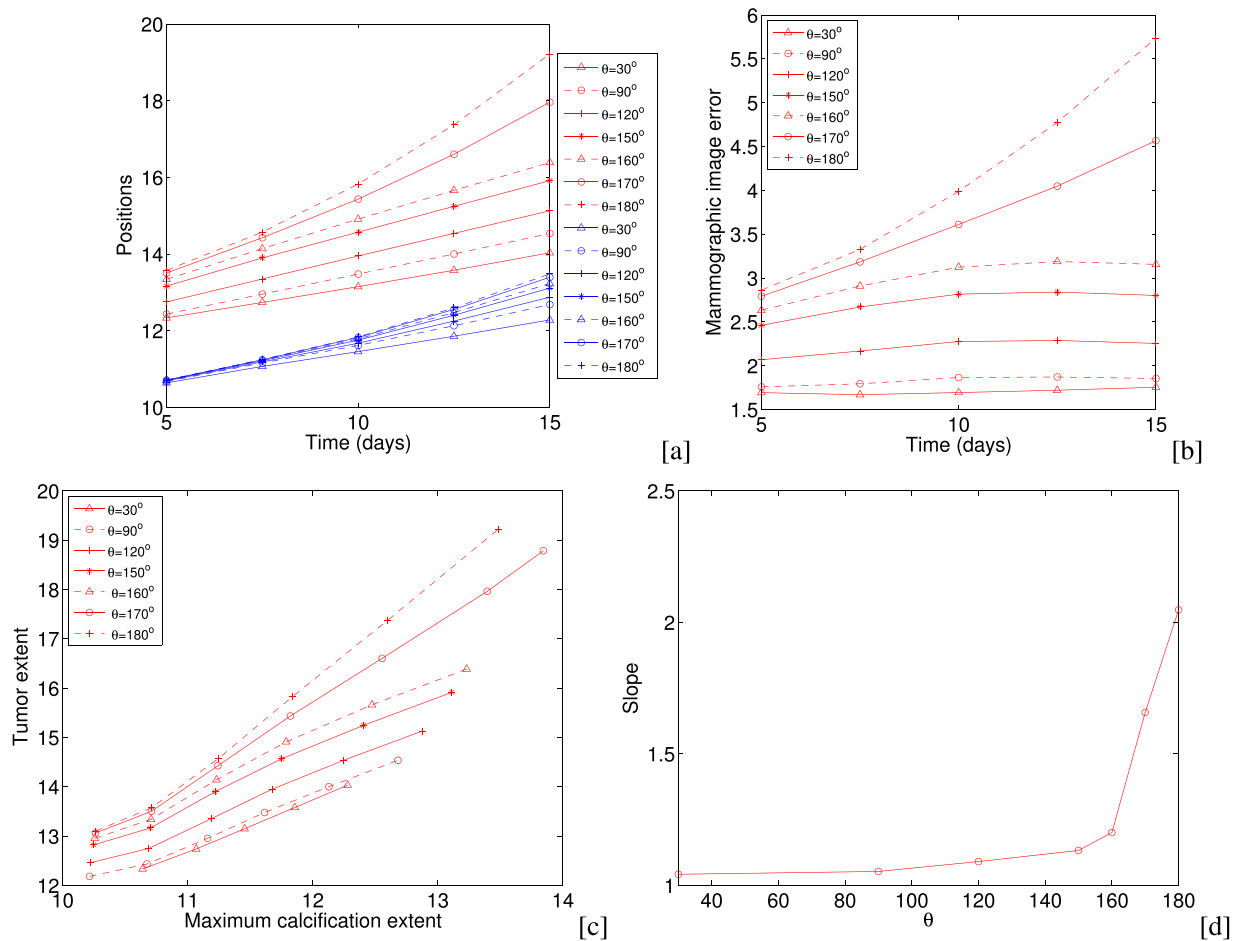 20
18
16
14
12
10
5
10
15
Positions
Time (days)
θ=30°
θ=90°
θ=120°
θ=150°
θ=160°
θ=170°
θ=180°
θ=30°
θ=90°
θ=120°
θ=150°
θ=160°
θ=170°
θ=180°
[a]
6
5.5
5
4.5
4
3.5
3
2.5
2
1.5
5
10
15
Mammographic image error
Time (days)
θ=30°
θ=90°
θ=120°
θ=150°
θ=160°
θ=170°
θ=180°
[b]
20
19
18
17
16
15
14
13
12
10
11
12
13
14
Tumor extent
Maximum calcification extent
θ=30°
θ=90°
θ=120°
θ=150°
θ=160°
θ=170°
θ=180°
[c]
2.5
2
1.5
1
40
60
80
100
120
140
160
180
Slope
θ
[d]